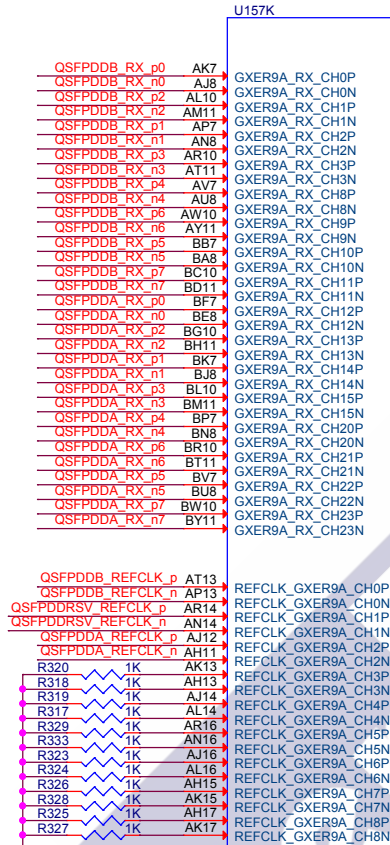 U157K
QSFPDDB_RX_p0 AK7 GXER9A_RX_CH0P
QSFPDDB_RX_n0 AJ8 GXER9A_RX_CH0N
QSFPDDB_RX_p2 AL10 GXER9A_RX_CH1P
QSFPDDB_RX_n2 AM11 GXER9A_RX_CH1N
QSFPDDB_RX_p1 AP7 GXER9A_RX_CH2P
QSFPDDB_RX_n1 AN8 GXER9A_RX_CH2N
QSFPDDB_RX_p3 AR10 GXER9A_RX_CH3P
QSFPDDB_RX_n3 AT11 GXER9A_RX_CH3N
QSFPDDB_RX_p4 AV7 GXER9A_RX_CH8P
QSFPDDB_RX_n4 AU8 GXER9A_RX_CH8N
QSFPDDB_RX_p6 AW10 GXER9A_RX_CH9P
QSFPDDB_RX_n6 AY11 GXER9A_RX_CH9N
QSFPDDB_RX_p5 BB7 GXER9A_RX_CH10P
QSFPDDB_RX_n5 BA8 GXER9A_RX_CH10N
QSFPDDB_RX_p7 BC10 GXER9A_RX_CH11P
QSFPDDB_RX_n7 BD11 GXER9A_RX_CH11N
QSFPDDA_RX_p0 BF7 GXER9A_RX_CH12P
QSFPDDA_RX_n0 BE8 GXER9A_RX_CH12N
QSFPDDA_RX_p2 BG10 GXER9A_RX_CH13P
QSFPDDA_RX_n2 BH11 GXER9A_RX_CH13N
QSFPDDA_RX_p1 BK7 GXER9A_RX_CH14P
QSFPDDA_RX_n1 BJ8 GXER9A_RX_CH14N
QSFPDDA_RX_p3 BL10 GXER9A_RX_CH15P
QSFPDDA_RX_n3 BM11 GXER9A_RX_CH15N
QSFPDDA_RX_p4 BP7 GXER9A_RX_CH20P
QSFPDDA_RX_n4 BN8 GXER9A_RX_CH20N
QSFPDDA_RX_p6 BR10 GXER9A_RX_CH21P
QSFPDDA_RX_n6 BT11 GXER9A_RX_CH21N
QSFPDDA_RX_p5 BV7 GXER9A_RX_CH22P
QSFPDDA_RX_n5 BU8 GXER9A_RX_CH22N
QSFPDDA_RX_p7 BW10 GXER9A_RX_CH23P
QSFPDDA_RX_n7 BY11 GXER9A_RX_CH23N
QSFPDDB_REFCLK_p AT13 REFCLK_GXER9A_CH0P
QSFPDDB_REFCLK_n AP13 REFCLK_GXER9A_CH0N
QSFPDDRSV_REFCLK_p AR14 REFCLK_GXER9A_CH1P
QSFPDDRSV_REFCLK_n AN14 REFCLK_GXER9A_CH1N
QSFPDDA_REFCLK_p AJ12 REFCLK_GXER9A_CH2P
QSFPDDA_REFCLK_n AH11 REFCLK_GXER9A_CH2N
R320 1K AK13 REFCLK_GXER9A_CH3P
R318 1K AH13 REFCLK_GXER9A_CH3N
R319 1K AJ14 REFCLK_GXER9A_CH4P
R317 1K AL14 REFCLK_GXER9A_CH4N
R329 1K AR16 REFCLK_GXER9A_CH5P
R333 1K AN16 REFCLK_GXER9A_CH5N
R323 1K AJ16 REFCLK_GXER9A_CH6P
R324 1K AL16 REFCLK_GXER9A_CH6N
R326 1K AH15 REFCLK_GXER9A_CH7P
R328 1K AK15 REFCLK_GXER9A_CH7N
R325 1K AH17 REFCLK_GXER9A_CH8P
R327 1K AK17 REFCLK_GXER9A_CH8N